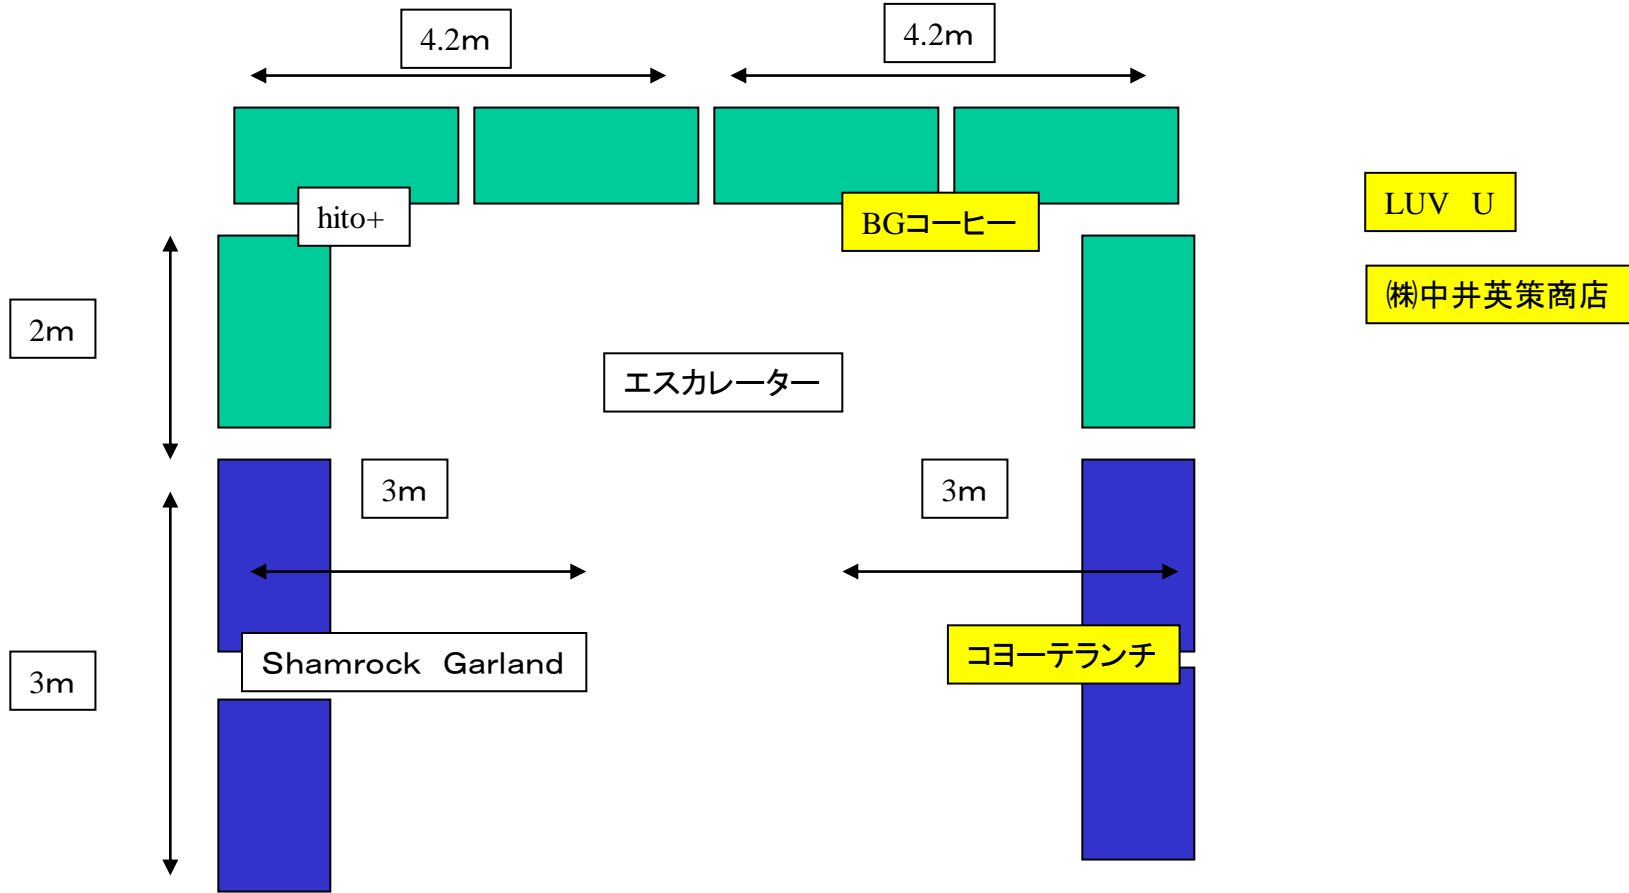 4.2m
4.2m
hito+
BGコーヒー
LUV　U
㈱中井英策商店
2m
エスカレーター
3m
3m
Shamrock　Garland
コヨーテランチ
3m